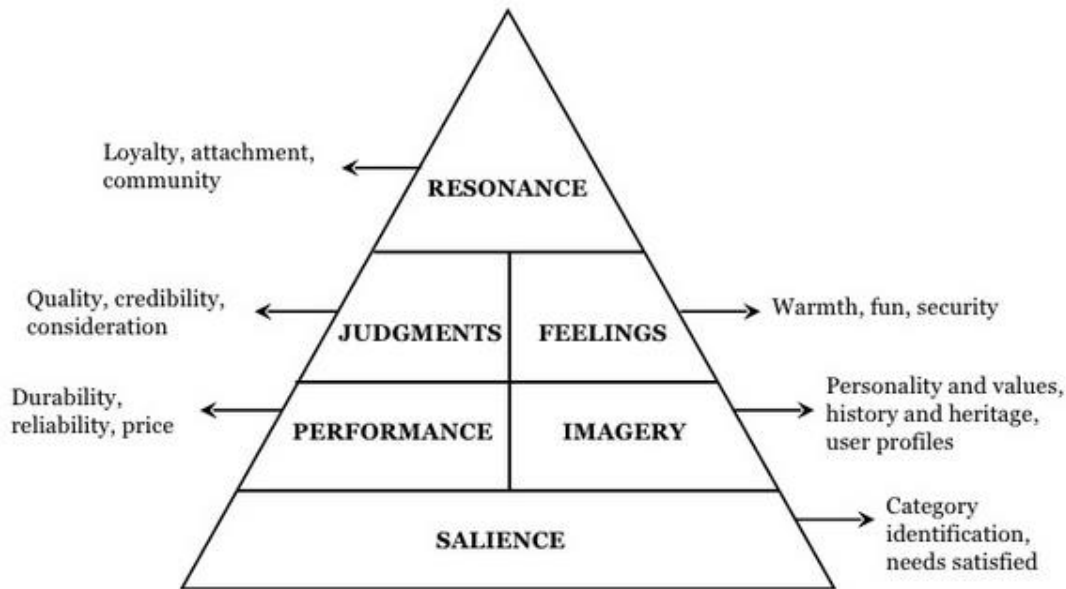 Loyalty, attachment,
community
RESONANCE
Quality, credibility,
consideration
JUDGMENTS
FEELINGS
Warmth, fun, security
Durability,
reliability, price
PERFORMANCE
IMAGERY
Personality and values,
history and heritage,
user profiles
SALIENCE
Category
identification,
needs satisfied